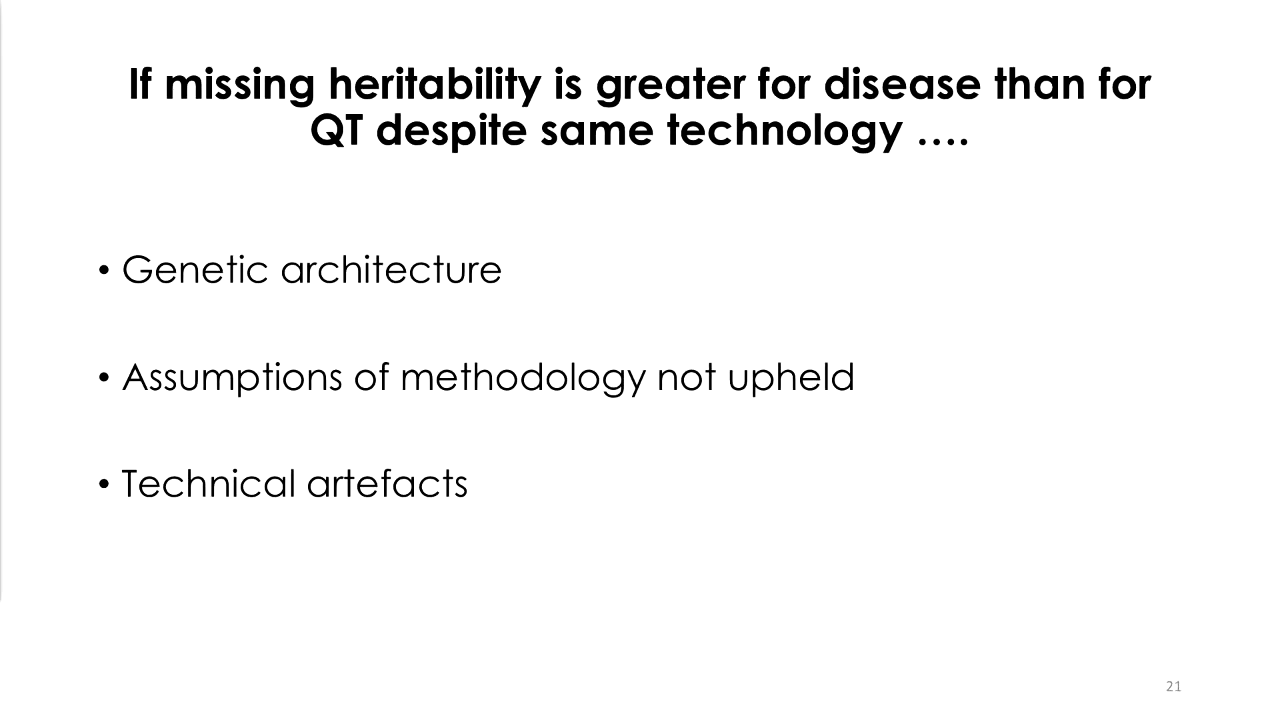 If missing heritability is greater for disease than for
QT despite same technology ....
• Genetic architecture
• Assumptions of methodology not upheld
• Technical artefacts
21